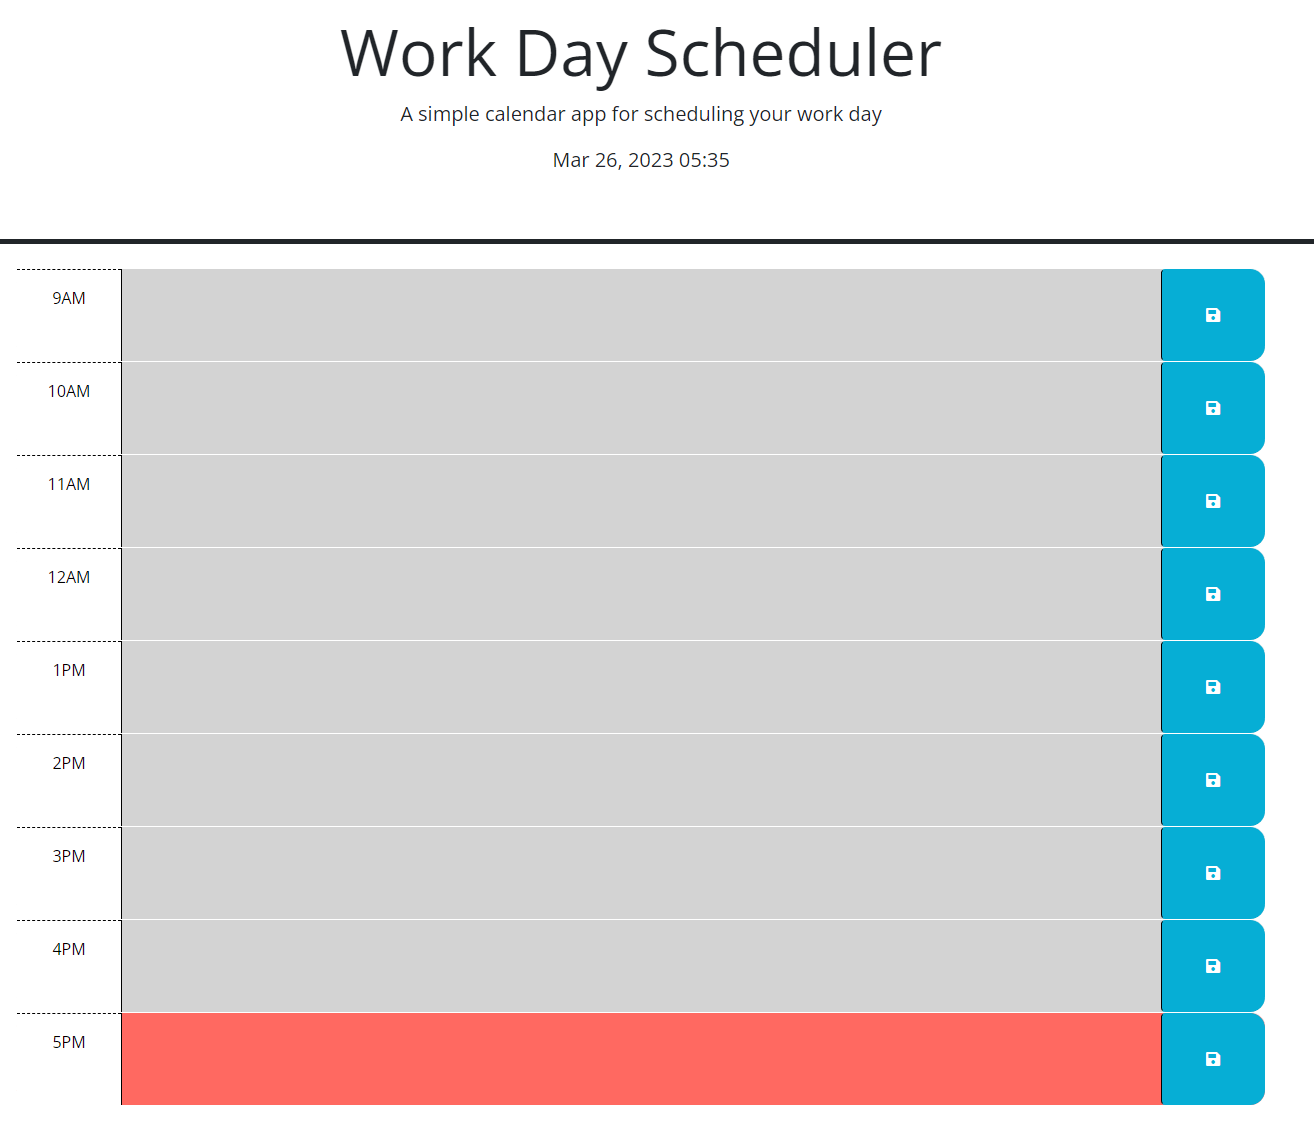 Work Day Scheduler
A simple calendar app for scheduling your work day
Mar 26, 2023 05:35
9AM
10AM
11AM
12AM
1PM
2PM
3PM
4PM
5PM